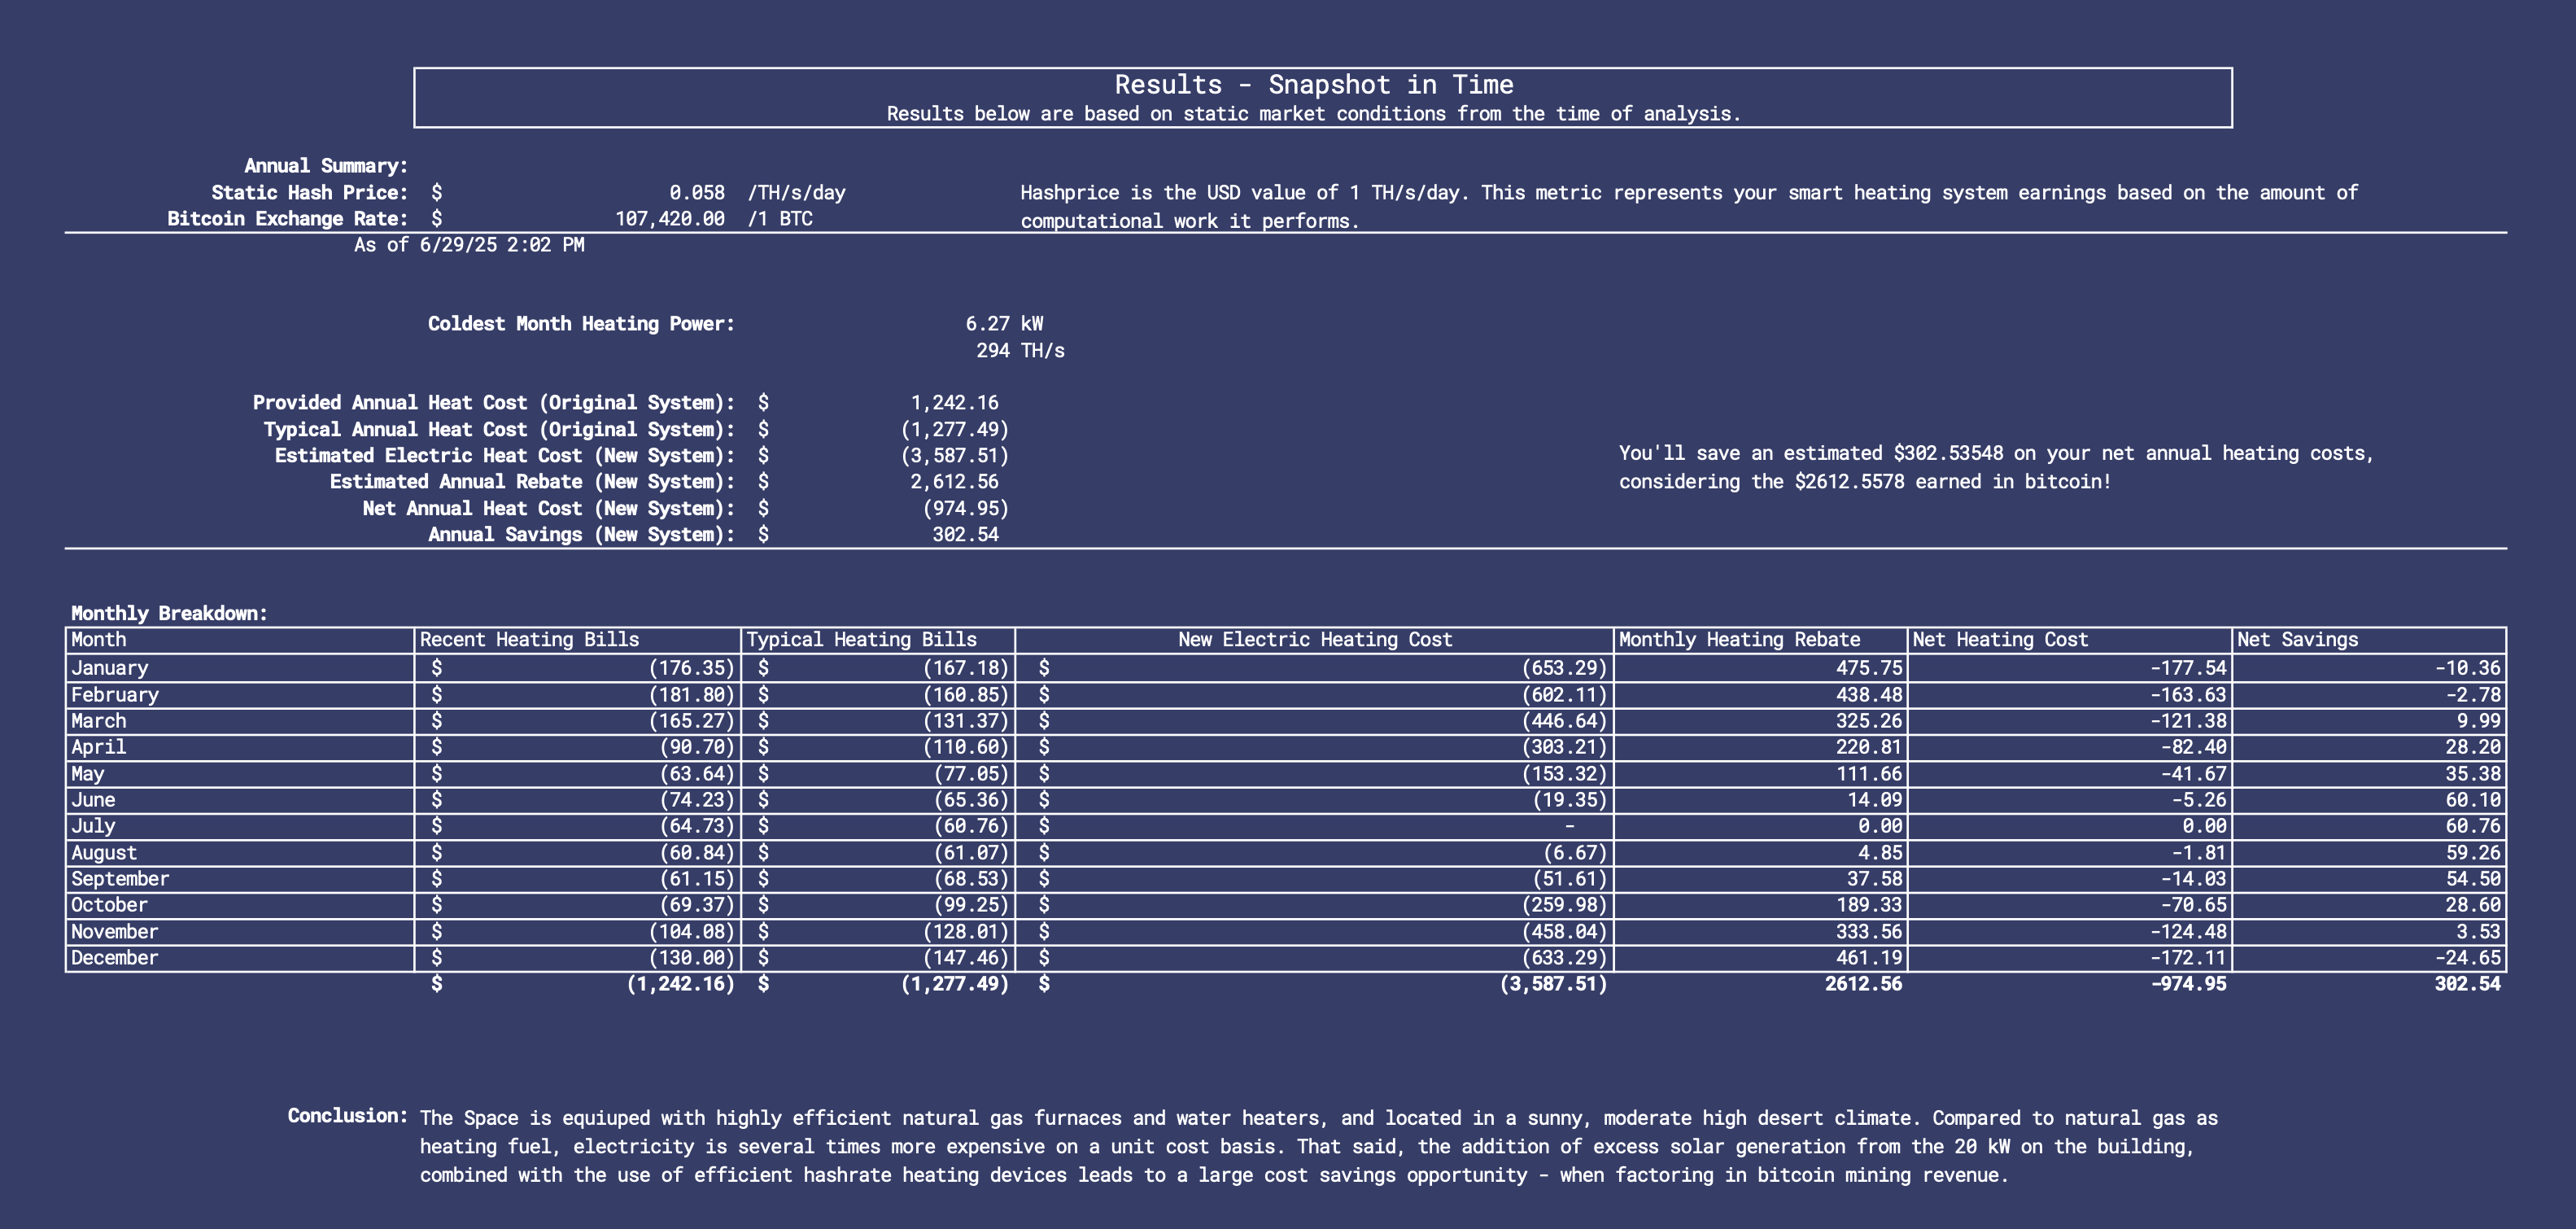 Results - Snapshot in Time
Results below are based on static market conditions from the time of analysis.
Annual Summary:
Static Hash Price: $ 0.058 /TH/s/day
Bitcoin Exchange Rate: $ 107,420.00 /1 BTC
Hashprice is the USD value of 1 TH/s/day. This metric represents your smart heating system earnings based on the amount of
computational work it performs.
As of 6/29/25 2:02 PM
Coldest Month Heating Power: 6.27 kW
294 TH/s
Provided Annual Heat Cost (Original System): $ 1,242.16
Typical Annual Heat Cost (Original System): $ (1,277.49)
Estimated Electric Heat Cost (New System): $ (3,587.51)
Estimated Annual Rebate (New System): $ 2,612.56
Net Annual Heat Cost (New System): $ (974.95)
Annual Savings (New System): $ 302.54
You'll save an estimated $302.53548 on your net annual heating costs,
considering the $2612.5578 earned in bitcoin!
Monthly Breakdown:
Month Recent Heating Bills Typical Heating Bills New Electric Heating Cost Monthly Heating Rebate Net Heating Cost Net Savings
January $ (176.35) $ (167.18) $ (653.29) 475.75 -177.54 -10.36
February $ (181.80) $ (160.85) $ (602.11) 438.48 -163.63 -2.78
March $ (165.27) $ (131.37) $ (446.64) 325.26 -121.38 9.99
April $ (90.70) $ (110.60) $ (303.21) 220.81 -82.40 28.20
May $ (63.64) $ (77.05) $ (153.32) 111.66 -41.67 35.38
June $ (74.23) $ (65.36) $ (19.35) 14.09 -5.26 60.10
July $ (64.73) $ (60.76) $ - 0.00 0.00 60.76
August $ (60.84) $ (61.07) $ (6.67) 4.85 -1.81 59.26
September $ (61.15) $ (68.53) $ (51.61) 37.58 -14.03 54.50
October $ (69.37) $ (99.25) $ (259.98) 189.33 -70.65 28.60
November $ (104.08) $ (128.01) $ (458.04) 333.56 -124.48 3.53
December $ (130.00) $ (147.46) $ (633.29) 461.19 -172.11 -24.65
$ (1,242.16) $ (1,277.49) $ (3,587.51) 2612.56 -974.95 302.54
Conclusion: The Space is equiuped with highly efficient natural gas furnaces and water heaters, and located in a sunny, moderate high desert climate. Compared to natural gas as
heating fuel, electricity is several times more expensive on a unit cost basis. That said, the addition of excess solar generation from the 20 kW on the building,
combined with the use of efficient hashrate heating devices leads to a large cost savings opportunity - when factoring in bitcoin mining revenue.